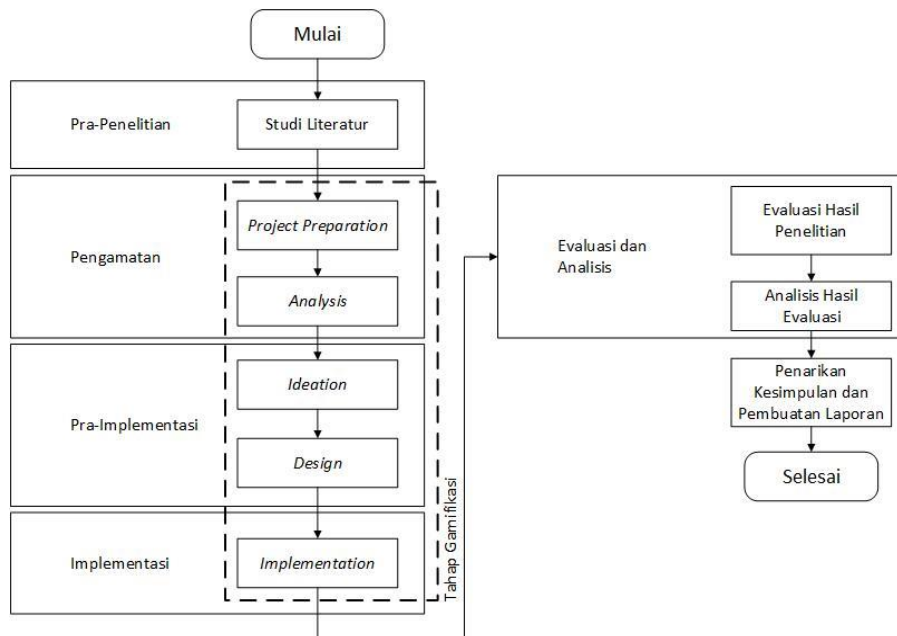 Mulai
Pra-Penelitian
Studi Literatur
Pengamatan
Project Preparation
Analysis
Pra-Implementasi
Ideation
Design
Implementasi
Implementation
Tahap Gamifikasi
Evaluasi dan
Analisis
Evaluasi Hasil
Penelitian
Analisis Hasil
Evaluasi
Penarikan
Kesimpulan dan
Pembuatan Laporan
Selesai